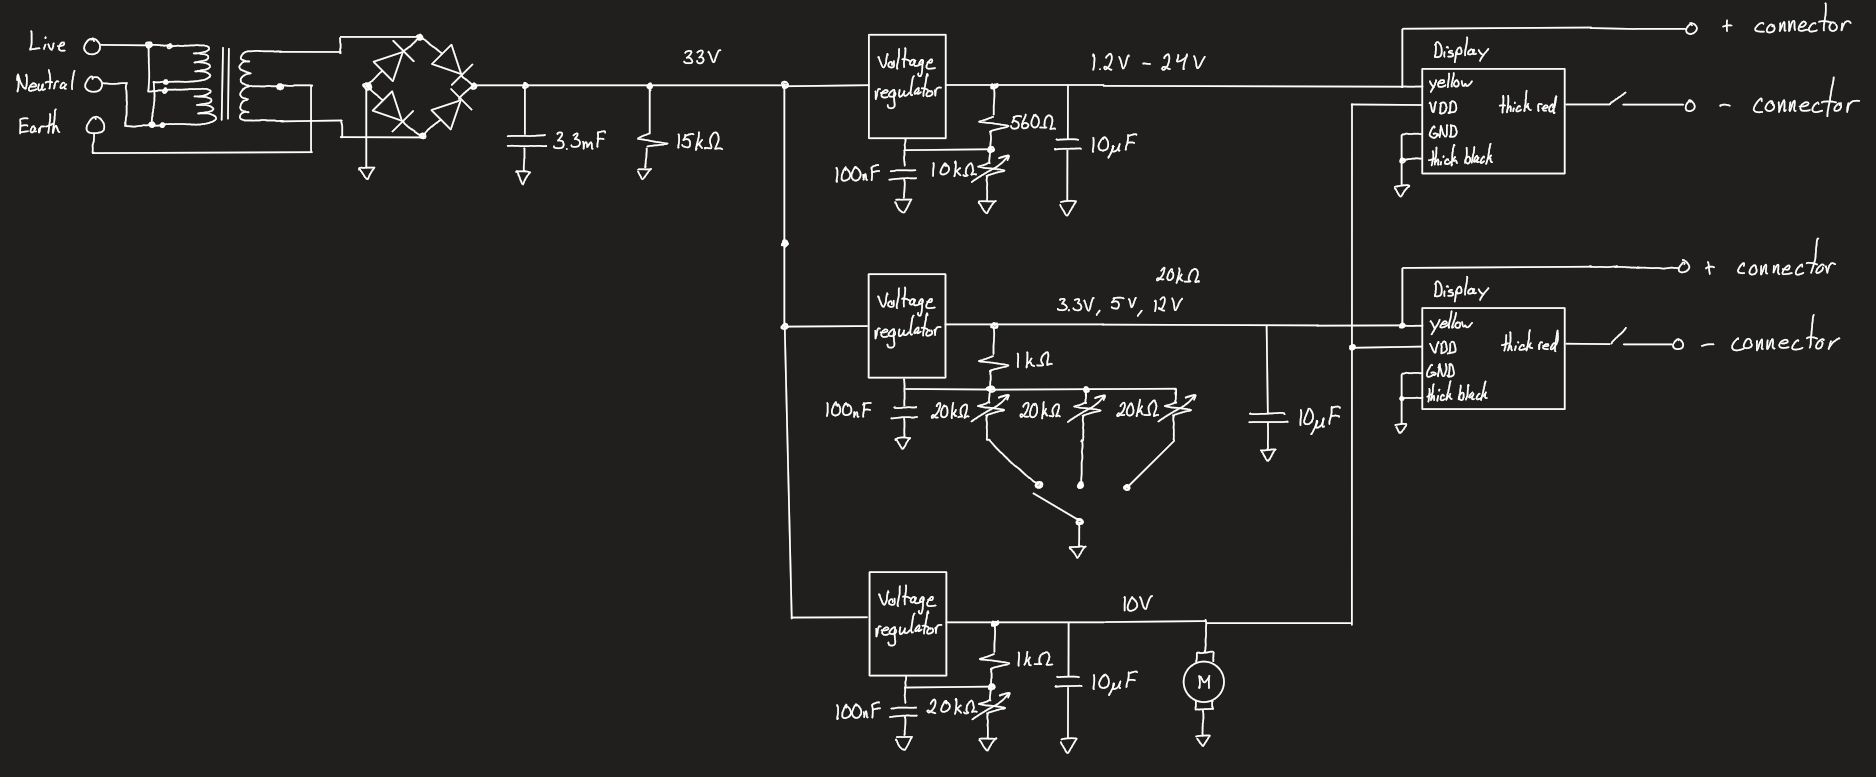 Live
Neutral
Earth
33V
3.3mF
15kΩ
Voltage
regulator
1.2V - 24V
560Ω
100nF
10kΩ
10µF
Display
yellow
VDD
GND
thick black
thick red
+ connector
- connector
Voltage
regulator
20kΩ
3.3V, 5V, 12V
1kΩ
100nF
20kΩ
20kΩ
20kΩ
10µF
Display
yellow
VDD
GND
thick black
thick red
+ connector
- connector
Voltage
regulator
10V
1kΩ
100nF
20kΩ
10µF
M